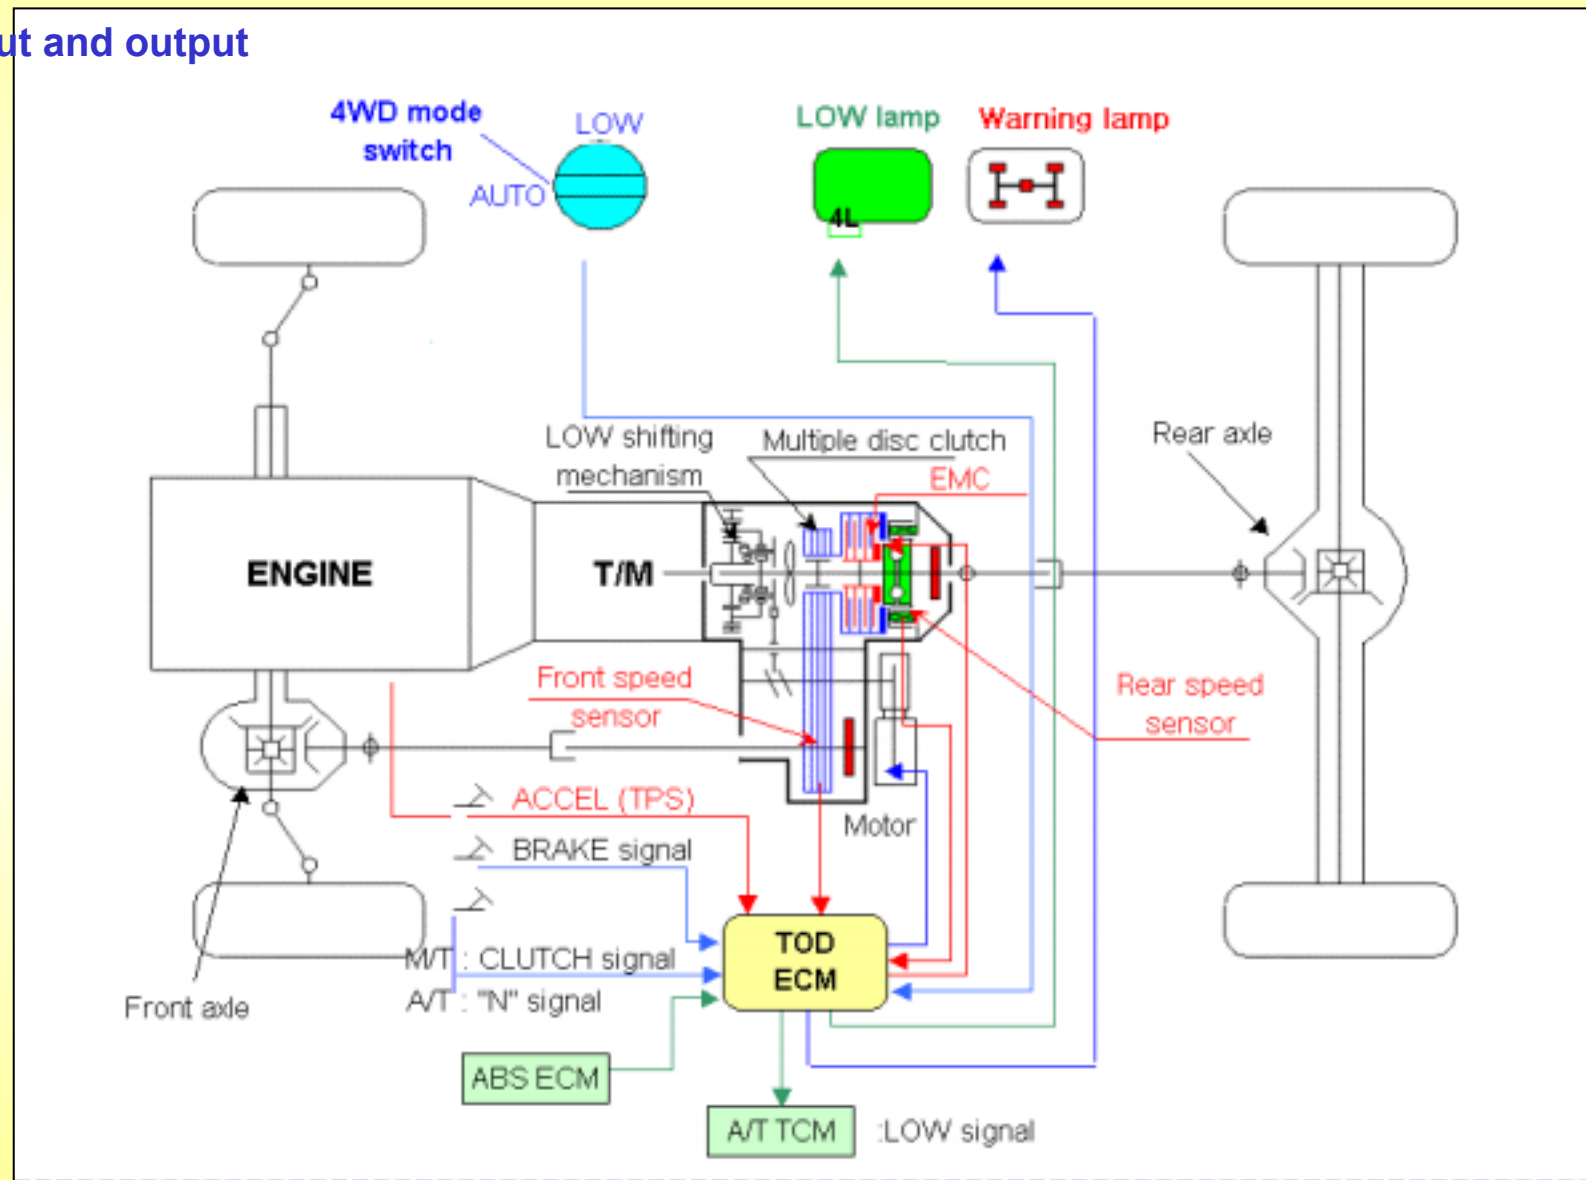 and output
4WD mode
switch
LOW
AUTO
LOW lamp
Warning lamp
4L
LOW shifting
mechanism
Multiple disc clutch
EMC
Rear axle
ENGINE
T/M
Front speed
sensor
Rear speed
sensor
ACCEL (TPS)
Motor
BRAKE signal
M/T : CLUTCH signal
A/T : "N" signal
TOD
ECM
Front axle
ABS ECM
A/T TCM
:LOW signal